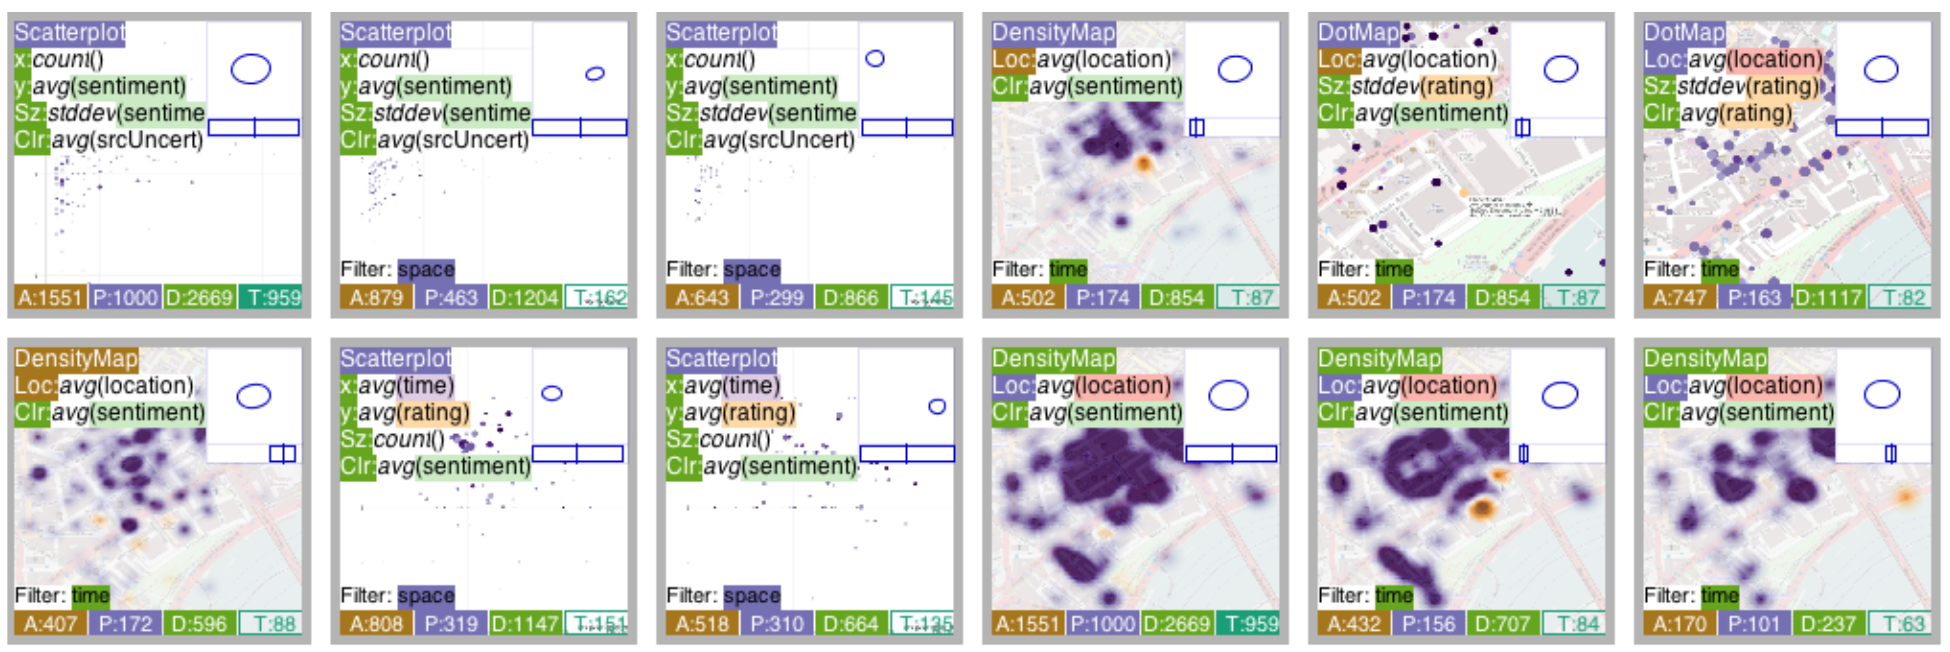 Scatterplot
x:count()
y:avg(sentiment)
Sz:stddev(sentime
Clr:avg(srcUncert)
A:1551 P:1000 D:2669 T:959
Scatterplot
x:count()
y:avg(sentiment)
Sz:stddev(sentime
Clr:avg(srcUncert)
Filter: space
A:879 P:463 D:1204 T:162
Scatterplot
x:count()
y:avg(sentiment)
Sz:stddev(sentime
Clr:avg(srcUncert)
Filter: space
A:643 P:299 D:866 T:145
DensityMap
Loc:avg(location)
Clr:avg(sentiment)
Filter: time
A:502 P:174 D:854 T:87
DotMap
Loc:avg(location)
Sz:stddev(rating)
Clr:avg(sentiment)
Filter: time
A:502 P:174 D:854 T:87
DotMap
Loc:avg(location)
Sz:stddev(rating)
Clr:avg(rating)
Filter: time
A:747 P:163 D:1117 T:82
DensityMap
Loc:avg(location)
Clr:avg(sentiment)
Filter: time
A:407 P:172 D:596 T:88
Scatterplot
x:avg(time)
y:avg(rating)
Sz:count()
Clr:avg(sentiment)
Filter: space
A:808 P:319 D:1147 T:151
Scatterplot
x:avg(time)
y:avg(rating)
Sz:count()
Clr:avg(sentiment)
Filter: space
A:518 P:310 D:664 T:135
DensityMap
Loc:avg(location)
Clr:avg(sentiment)
A:1551 P:1000 D:2669 T:959
DensityMap
Loc:avg(location)
Clr:avg(sentiment)
Filter: time
A:432 P:156 D:707 T:84
DensityMap
Loc:avg(location)
Clr:avg(sentiment)
Filter: time
A:170 P:101 D:237 T:63